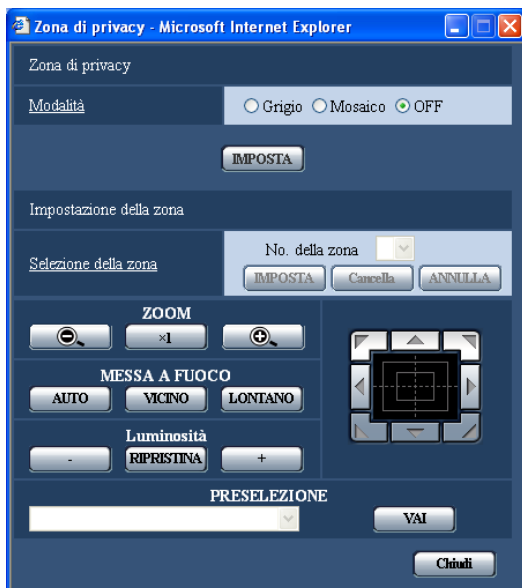 Zona di privacy - Microsoft Internet Explorer
Zona di privacy
Modalità Grigio Mosaico OFF
IMPOSTA
Impostazione della zona
No. della zona
Selezione della zona
IMPOSTA Cancella ANNULLA
ZOOM
×1
MESSA A FUOCO
AUTO VICINO LONTANO
Luminosità
- RIPRISTINA +
PRESELEZIONE
VAI
Chiudi